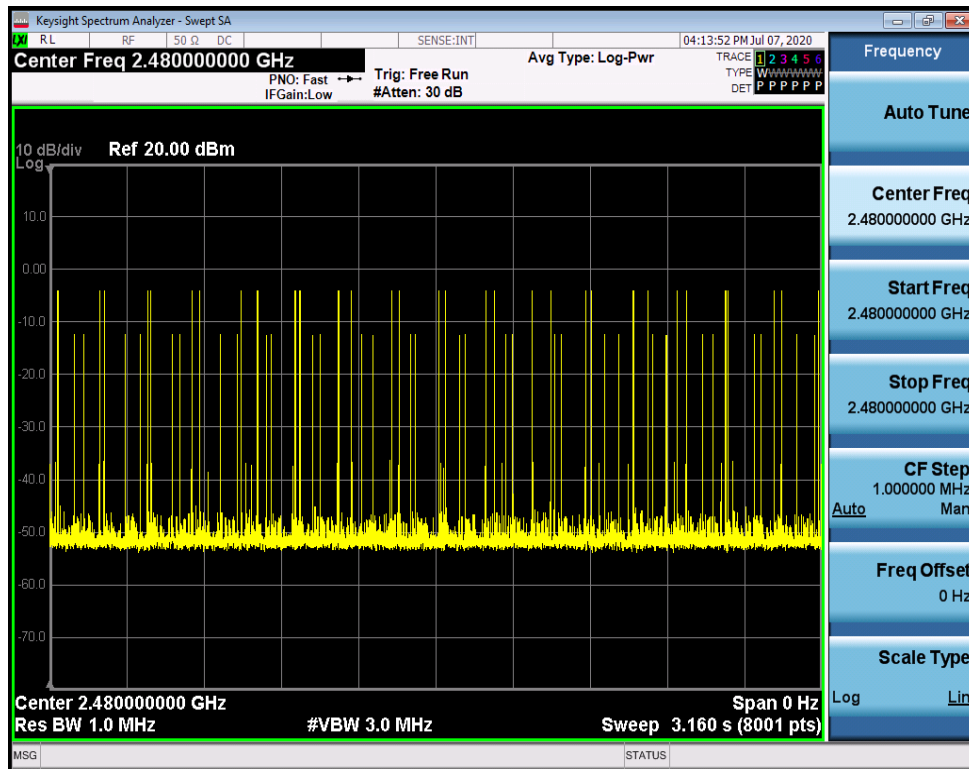 Keysight Spectrum Analyzer - Swept SA
LXI RL RF 50 Ω DC SENSE:INT 04:13:52 PM Jul 07, 2020
Center Freq 2.480000000 GHz
PNO: Fast
IFGain:Low
Trig: Free Run
#Atten: 30 dB
Avg Type: Log-Pwr
TRACE 1 2 3 4 5 6
TYPE WWWWWW
DET P P P P P P
10 dB/div Ref 20.00 dBm
Log
10.0
0.00
-10.0
-20.0
-30.0
-40.0
-50.0
-60.0
-70.0
Center 2.480000000 GHz Span 0 Hz
Res BW 1.0 MHz #VBW 3.0 MHz Sweep 3.160 s (8001 pts)
MSG STATUS
Frequency
Auto Tune
Center Freq
2.480000000 GHz
Start Freq
2.480000000 GHz
Stop Freq
2.480000000 GHz
CF Step
1.000000 MHz
Auto Man
Freq Offset
0 Hz
Scale Type
Log Lin